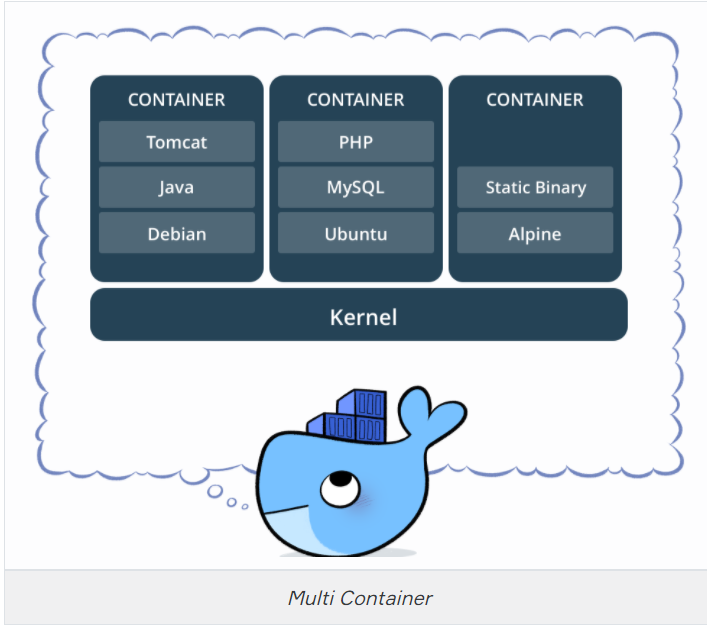 CONTAINER
Tomcat
Java
Debian
CONTAINER
PHP
MySQL
Ubuntu
CONTAINER
Static Binary
Alpine
Kernel
Multi Container